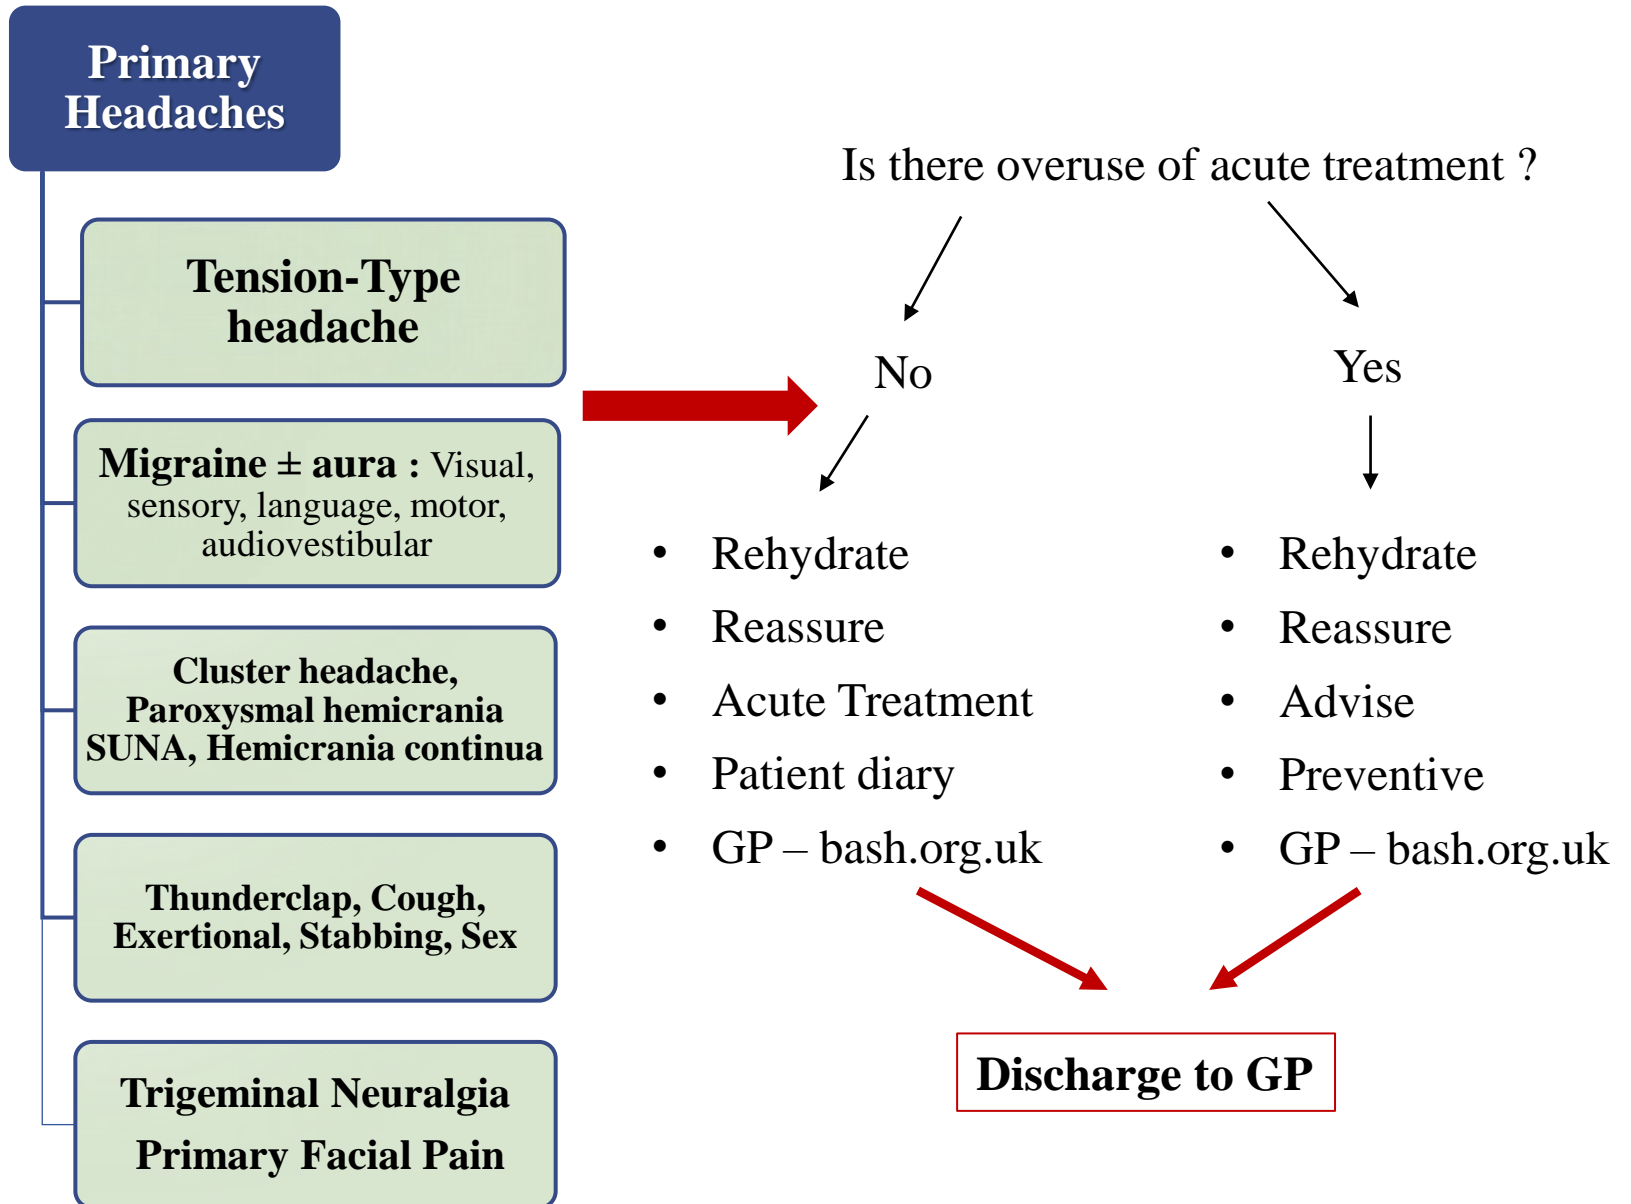 Primary
Headaches
Tension-Type
headache
Migraine ± aura : Visual,
sensory, language, motor,
audiovestibular
Cluster headache,
Paroxysmal hemicrania
SUNA, Hemicrania continua
Thunderclap, Cough,
Exertional, Stabbing, Sex
Trigeminal Neuralgia
Primary Facial Pain
Is there overuse of acute treatment ?
No
• Rehydrate
• Reassure
• Acute Treatment
• Patient diary
• GP – bash.org.uk
Yes
• Rehydrate
• Reassure
• Advise
• Preventive
• GP – bash.org.uk
Discharge to GP